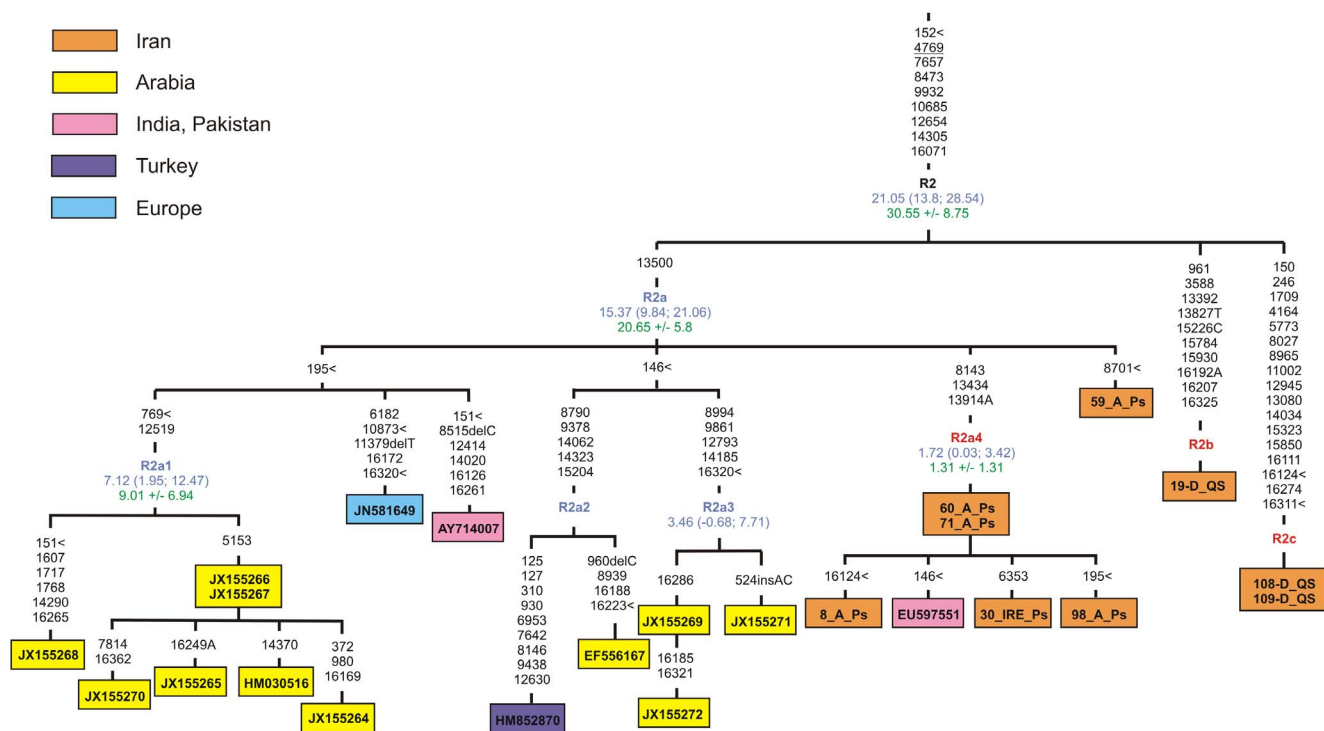 Iran
Arabia
India, Pakistan
Turkey
Europe
152<
4769
7657
8473
9932
10685
12654
14305
16071
R2
21.05 (13.8; 28.54)
30.55 +/- 8.75
13500
R2a
15.37 (9.84; 21.06)
20.65 +/- 5.8
195<
769<
12519
R2a1
7.12 (1.95; 12.47)
9.01 +/- 6.94
151<
1607
1717
1768
14290
16265
JX155268
5153
JX155266
JX155267
7814
16362
JX155270
16249A
JX155265
14370
HM030516
372
980
16169
JX155264
6182
10873<
11379delT
16172
16320<
JN581649
151<
8515delC
12414
14020
16126
16261
AY714007
146<
8790
9378
14062
14323
15204
R2a2
125
127
310
930
6953
7642
8146
9438
12630
HM852870
960delC
8939
16188
16223<
EF556167
8994
9861
12793
14185
16320<
R2a3
3.46 (-0.68; 7.71)
16286
JX155269
16185
16321
JX155272
524insAC
JX155271
8143
13434
13914A
R2a4
1.72 (0.03; 3.42)
1.31 +/- 1.31
60_A_Ps
71_A_Ps
16124<
8_A_Ps
146<
EU597551
6353
30_IRE_Ps
195<
98_A_Ps
8701<
59_A_Ps
961
3588
13392
13827T
15226C
15784
15930
16192A
16207
16325
R2b
19-D_QS
150
246
1709
4164
5773
8027
8965
11002
12945
13080
14034
15323
15850
16111
16124<
16274
16311<
R2c
108-D_QS
109-D_QS